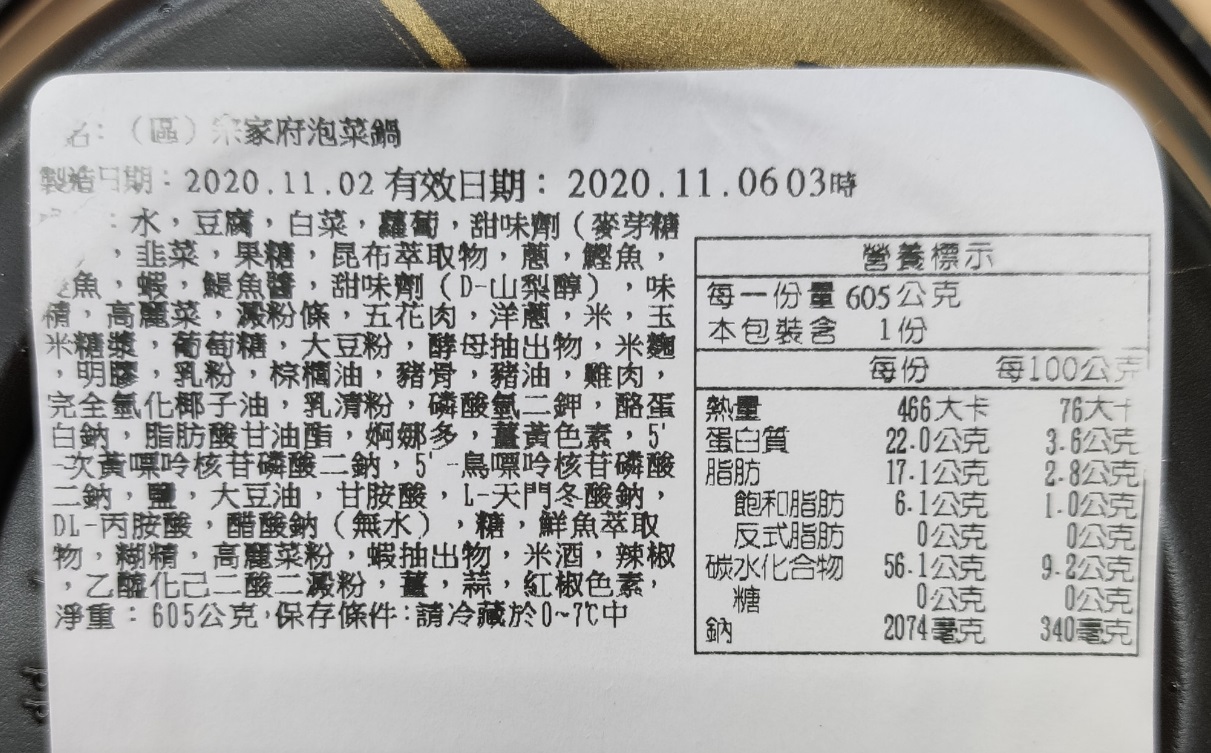 名:（區）宗家府泡菜鍋
製造日期：2020.11.02 有效日期：2020.11.06 03時
：水，豆腐，白菜，蘿蔔，甜味劑（麥芽糖
，韭菜，果糖，昆布萃取物，蔥，鰹魚，
魚，蝦，鯷魚醬，甜味劑（D-山梨醇），味
精，高麗菜，澱粉條，五花肉，洋蔥，米，玉
米糖漿，葡萄糖，大豆粉，酵母抽出物，米麴
，明膠，乳粉，棕櫚油，豬骨，豬油，雞肉，
完全氫化椰子油，乳清粉，磷酸氫二鉀，酪蛋
白鈉，脂肪酸甘油酯，婀娜多，薑黃色素，5'
-次黃嘌呤核苷磷酸二鈉，5'-鳥嘌呤核苷磷酸
二鈉，鹽，大豆油，甘胺酸，L-天門冬酸鈉，
DL-丙胺酸，醋酸鈉（無水），糖，鮮魚萃取
物，糊精，高麗菜粉，蝦抽出物，米酒，辣椒
，乙醯化己二酸二澱粉，薑，蒜，紅椒色素，
淨重：605公克,保存條件:請冷藏於0~7℃中
營養標示
每一份量 605公克
本包裝含 1份
每份 每100公克
熱量 466大卡 76大卡
蛋白質 22.0公克 3.6公克
脂肪 17.1公克 2.8公克
飽和脂肪 6.1公克 1.0公克
反式脂肪 0公克 0公克
碳水化合物 56.1公克 9.2公克
糖 0公克 0公克
鈉 2074毫克 340毫克